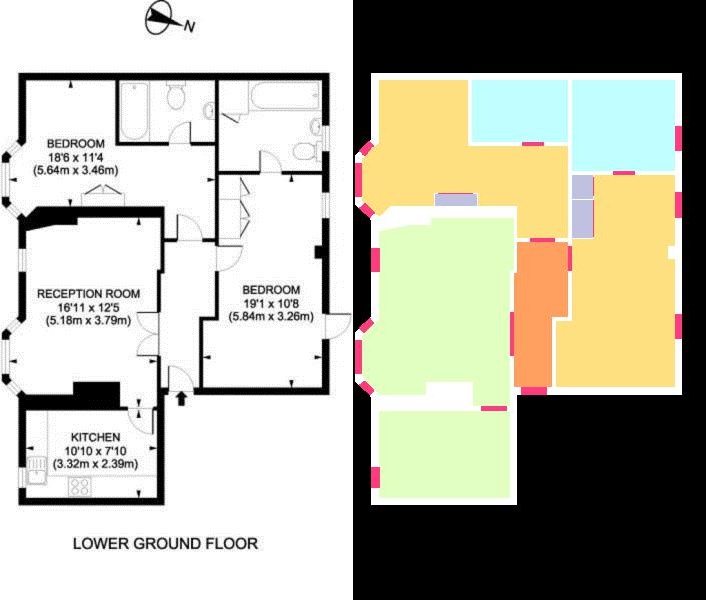 N
BEDROOM
18'6 x 11'4
(5.64m x 3.46m)
RECEPTION ROOM
16'11 x 12'5
(5.18m x 3.79m)
BEDROOM
19'1 x 10'8
(5.84m x 3.26m)
KITCHEN
10'10 x 7'10
(3.32m x 2.39m)
LOWER GROUND FLOOR